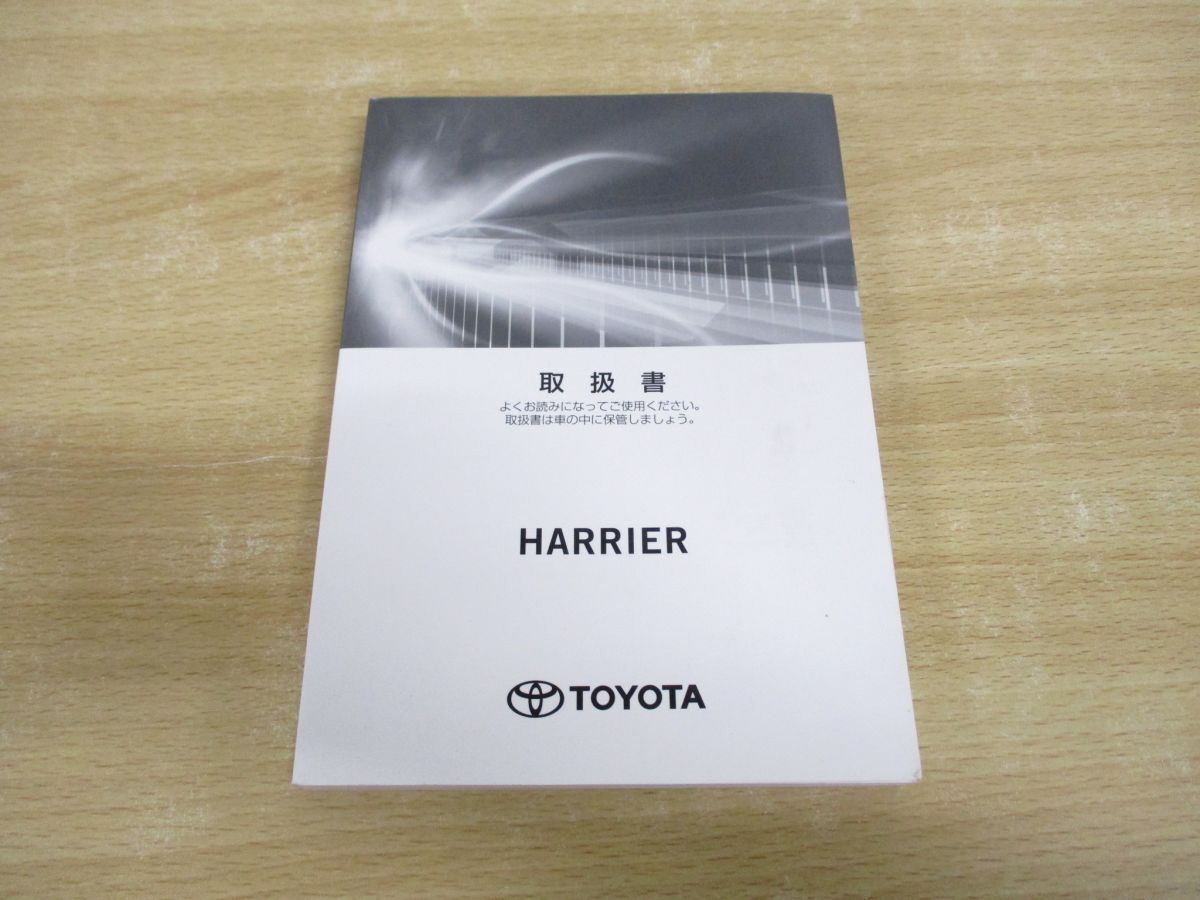 取扱書
よくお読みになってご使用ください。
取扱書は車の中に保管しましょう。
HARRIER
TOYOTA